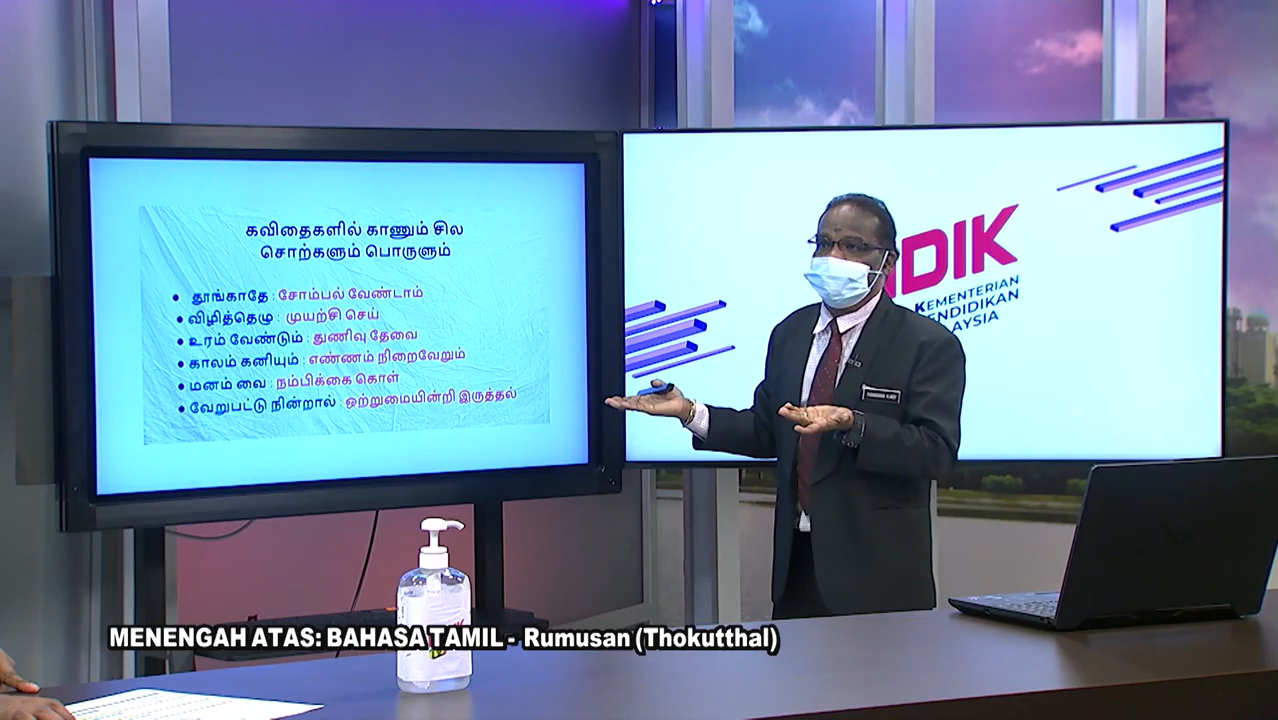 கவிதைகளில் காணும் சில
சொற்களும் பொருளும்
• தூங்காதே : சோம்பல் வேண்டாம்
• விழித்தெழு : முயற்சி செய்
• உரம் வேண்டும் : துணிவு தேவை
• காலம் கனியும் : எண்ணம் நிறைவேறும்
• மனம் வை : நம்பிக்கை கொள்
• வேறுபட்டு நின்றால் : ஒற்றுமையின்றி இருத்தல்
DIK
KEMENTERIAN
ENDIDIKAN
LAYSIA
MENENGAH ATAS: BAHASA TAMIL - Rumusan (Thokutthal)